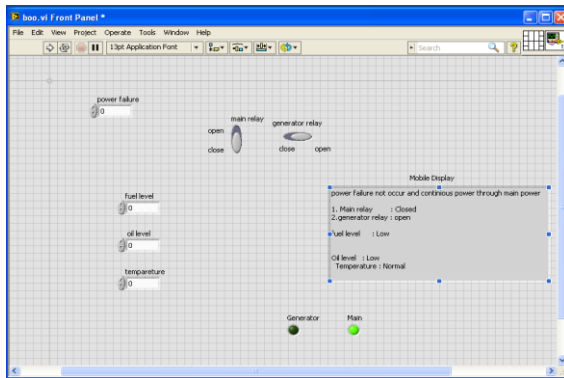 boo.vi Front Panel *
File Edit View Project Operate Tools Window Help
13pt Application Font
Search
power failure
0
main relay
open
close
generator relay
close open
Mobile Display
power failure not occur and continious power through main power
1. Main relay : Closed
2.generator relay : open
Fuel level : Low
Oil level : Low
Temperature : Normal
fuel level
0
oil level
0
tempareture
0
Generator Main